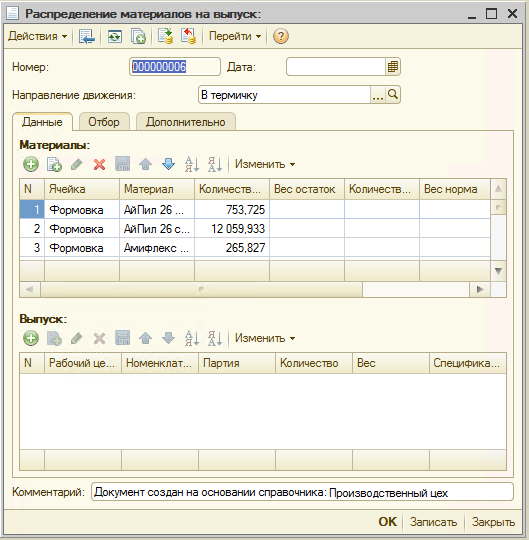 Распределение материалов на выпуск:
Действия Перейти
Номер: 000000006 Дата:
Направление движения: В термичку ...
Данные Отбор Дополнительно
Материалы:
Изменить
N Ячейка Материал Количеств... Вес остаток Количеств... Вес норма
1 Формовка АйПил 26 ... 753,725
2 Формовка АйПил 26 с... 12 059,933
3 Формовка Амифлекс ... 265,827
Выпуск:
Изменить
N Рабочий це... Номенклат... Партия Количество Вес Специфика...
Комментарий: Документ создан на основании справочника: Производственный цех
ОК Записать Закрыть